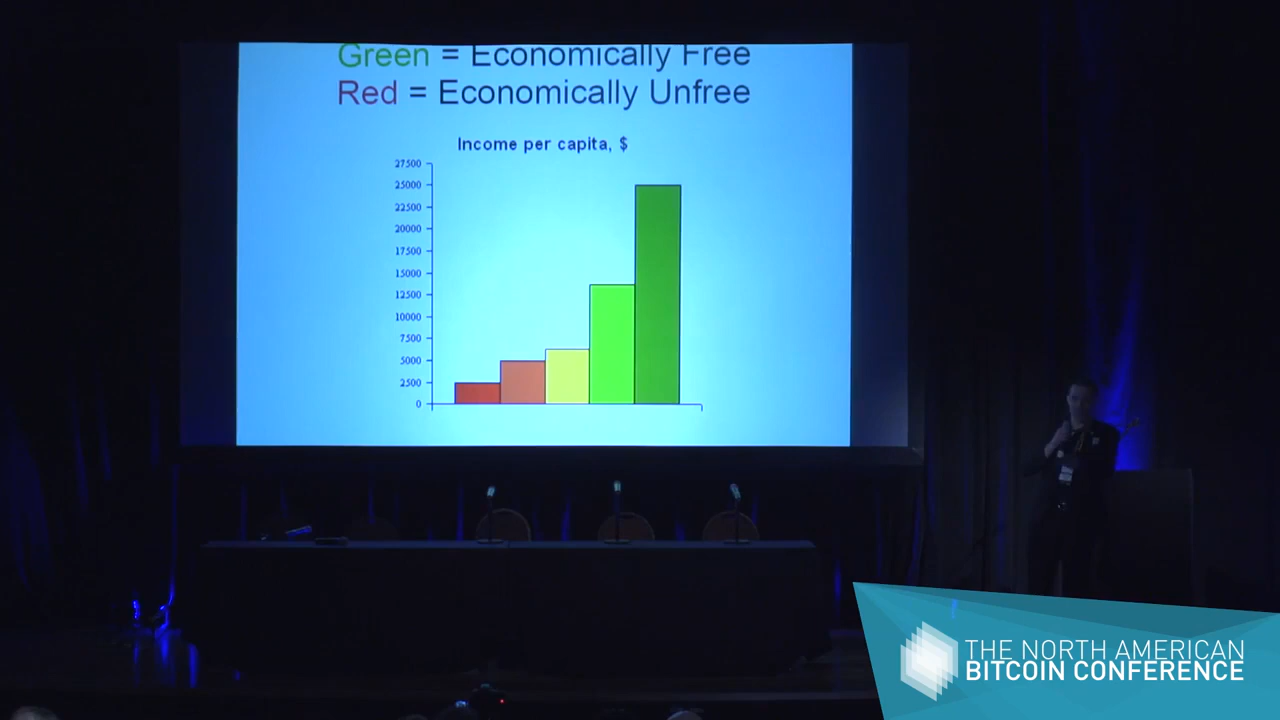 Green = Economically Free
Red = Economically Unfree
Income per capita, $
27500
25000
22500
20000
17500
15000
12500
10000
7500
5000
2500
0
THE NORTH AMERICAN
BITCOIN CONFERENCE